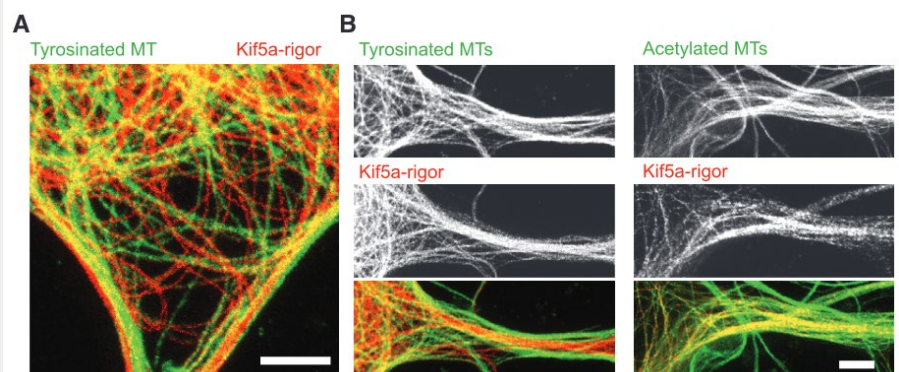 A
Tyrosinated MT Kif5a-rigor
B
Tyrosinated MTs
Acetylated MTs
Kif5a-rigor
Kif5a-rigor